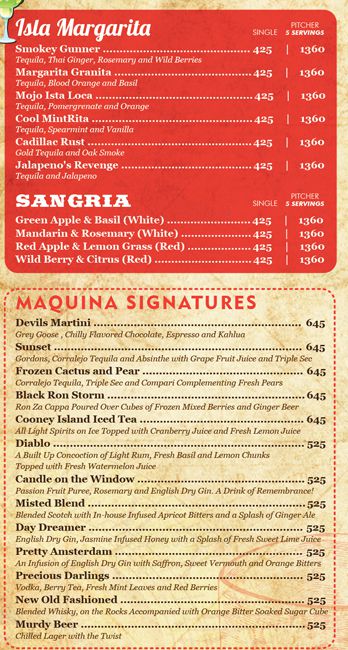 Isla Margarita SINGLE PITCHER
5 SERVINGS
Smokey Gunner 425 | 1360
Tequila, Thai Ginger, Rosemary and Wild Berries
Margarita Granita 425 | 1360
Tequila, Blood Orange and Basil
Mojo Ista Loca 425 | 1360
Tequila, Pomergrenate and Orange
Cool MintRita 425 | 1360
Tequila, Spearmint and Vanilla
Cadillac Rust 425 | 1360
Gold Tequila and Oak Smoke
Jalapeno's Revenge 425 | 1360
Tequila and Jalapeno
SANGRIA SINGLE PITCHER
5 SERVINGS
Green Apple & Basil (White) 425 | 1360
Mandarin & Rosemary (White) 425 | 1360
Red Apple & Lemon Grass (Red) 425 | 1360
Wild Berry & Citrus (Red) 425 | 1360
MAQUINA SIGNATURES
Devils Martini 645
Grey Goose , Chilly Flavored Chocolate, Espresso and Kahlua
Sunset 645
Gordons, Corralejo Tequila and Absinthe with Grape Fruit Juice and Triple Sec
Frozen Cactus and Pear 645
Corralejo Tequila, Triple Sec and Compari Complementing Fresh Pears
Black Ron Storm 645
Ron Za Cappa Poured Over Cubes of Frozen Mixed Berries and Ginger Beer
Cooney Island Iced Tea 645
All Light Spirits on Ice Topped with Cranberry Juice and Fresh Lemon Juice
Diablo 525
A Built Up Concoction of Light Rum, Fresh Basil and Lemon Chunks
Topped with Fresh Watermelon Juice
Candle on the Window 525
Passion Fruit Puree, Rosemary and English Dry Gin. A Drink of Remembrance!
Misted Blend 525
Blended Scotch with In-house Infused Apricot Bitters and a Splash of Ginger Ale
Day Dreamer 525
English Dry Gin, Jasmine Infused Honey with a Splash of Fresh Sweet Lime Juice
Pretty Amsterdam 525
An Infusion of English Dry Gin with Saffron, Sweet Vermouth and Orange Bitters
Precious Darlings 525
Vodka, Berry Tea, Fresh Mint Leaves and Red Berries
New Old Fashioned 525
Blended Whisky, on the Rocks Accompanied with Orange Bitter Soaked Sugar Cube
Murdy Beer 525
Chilled Lager with the Twist